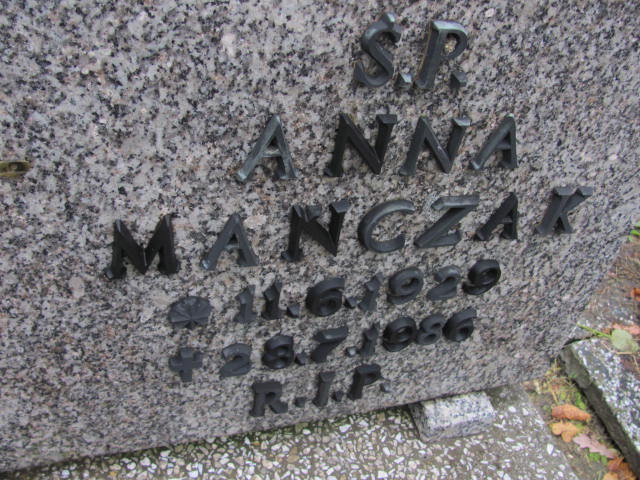 Ś.P.
ANNA
MAŃCZAK
11.6.1929
✝ 28.7.1986
R.I.P.